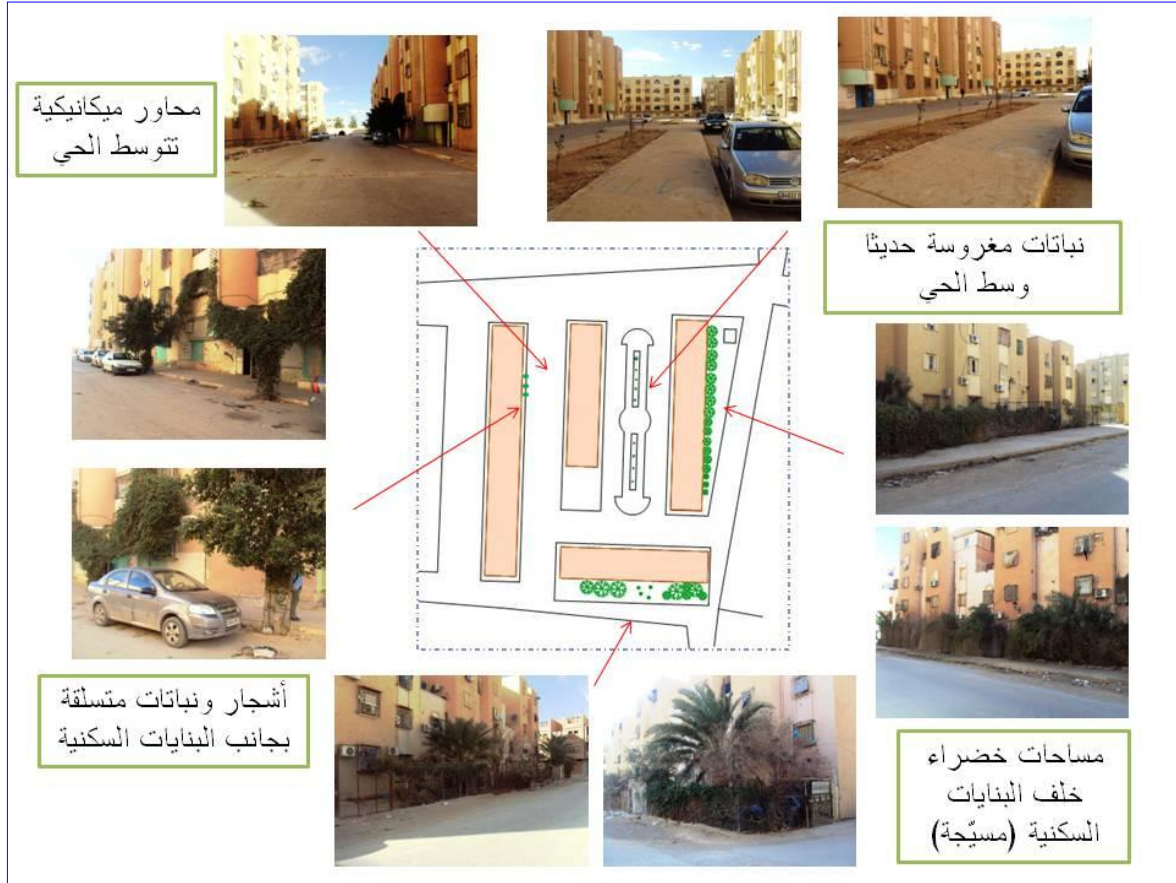 محاور ميكانيكية
تتوسط الحي
نباتات مغروسة حديثا
وسط الحي
أشجار ونباتات متسلقة
بجانب البنايات السكنية
مساحات خضراء
خلف البنايات
السكنية (مسيّجة)